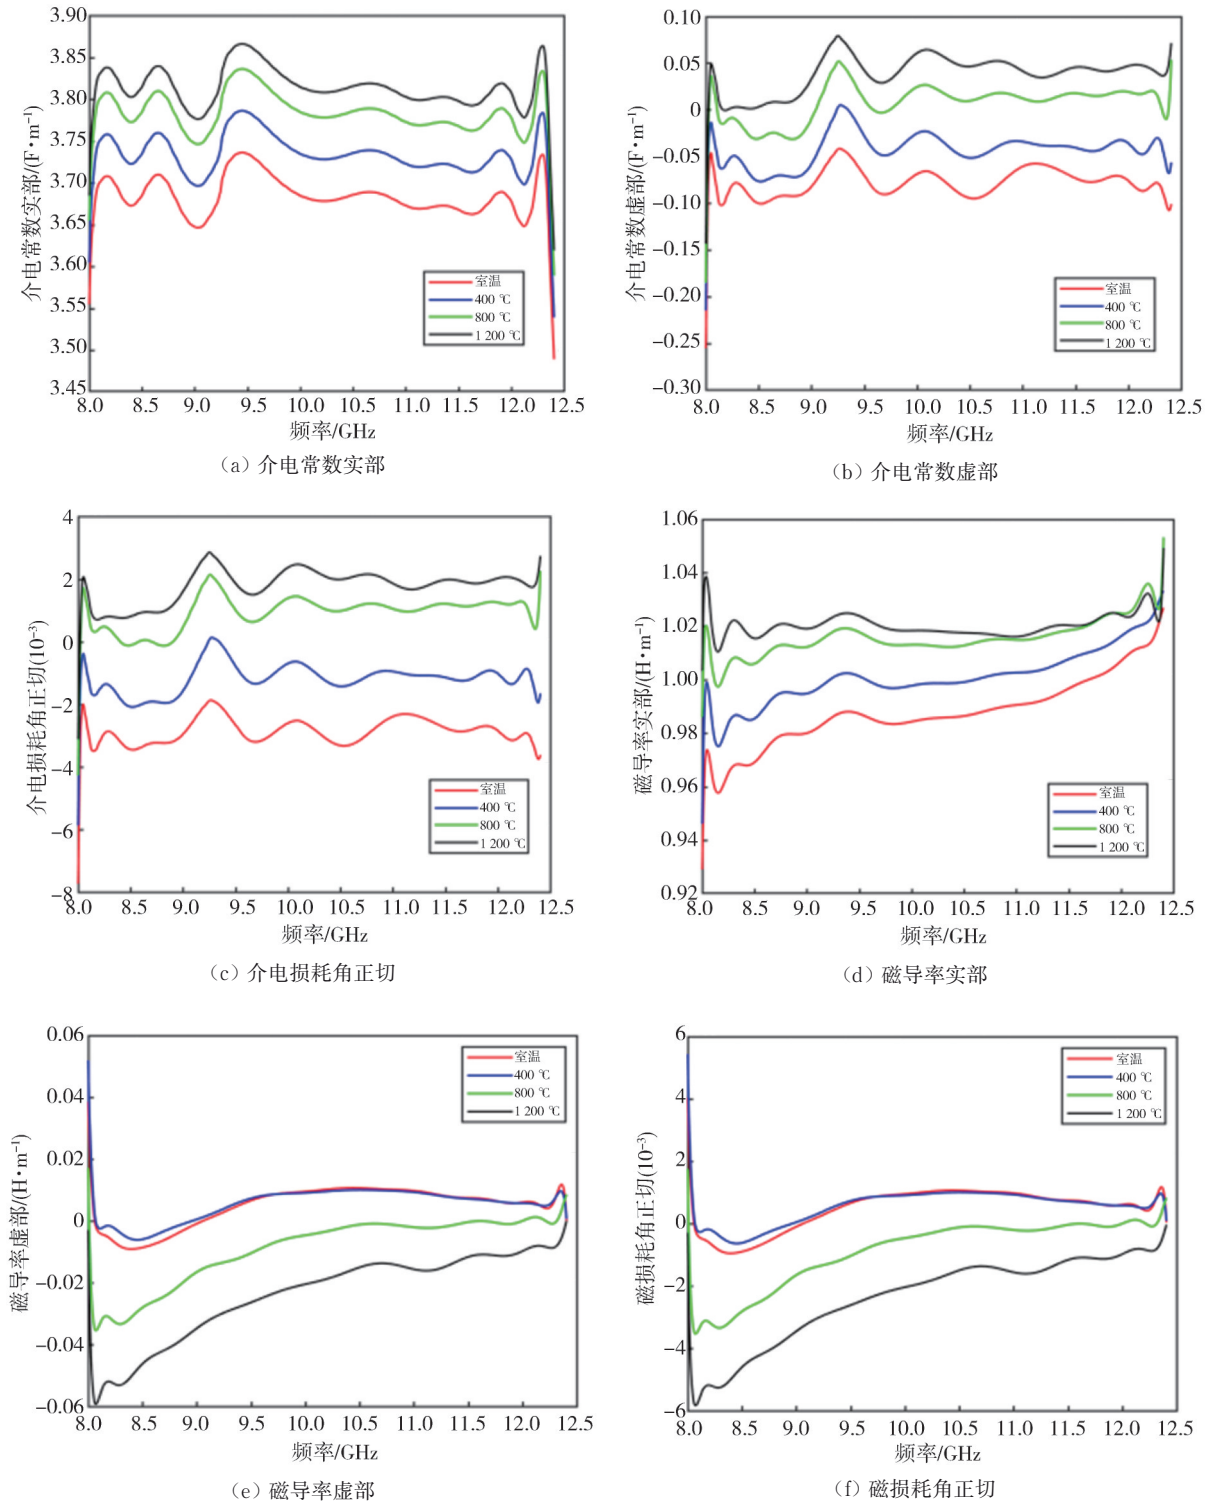 3.90
3.85
3.80
3.75
3.70
3.65
3.60
3.55
3.50
3.45
介电常数实部/(F•m⁻¹)
室温
400 ℃
800 ℃
1 200 ℃
8.0 8.5 9.0 9.5 10.0 10.5 11.0 11.5 12.0 12.5
频率/GHz
（a）介电常数实部
0.10
0.05
0
−0.05
−0.10
−0.15
−0.20
−0.25
−0.30
介电常数虚部/(F•m⁻¹)
室温
400 ℃
800 ℃
1 200 ℃
8.0 8.5 9.0 9.5 10.0 10.5 11.0 11.5 12.0 12.5
频率/GHz
（b）介电常数虚部
4
2
0
−2
−4
−6
−8
介电损耗角正切(10⁻³)
室温
400 ℃
800 ℃
1 200 ℃
8.0 8.5 9.0 9.5 10.0 10.5 11.0 11.5 12.0 12.5
频率/GHz
（c）介电损耗角正切
1.06
1.04
1.02
1.00
0.98
0.96
0.94
0.92
磁导率实部/(H•m⁻¹)
室温
400 ℃
800 ℃
1 200 ℃
8.0 8.5 9.0 9.5 10.0 10.5 11.0 11.5 12.0 12.5
频率/GHz
（d）磁导率实部
0.06
0.04
0.02
0
−0.02
−0.04
−0.06
磁导率虚部/(H•m⁻¹)
室温
400 ℃
800 ℃
1 200 ℃
8.0 8.5 9.0 9.5 10.0 10.5 11.0 11.5 12.0 12.5
频率/GHz
（e）磁导率虚部
6
4
2
0
−2
−4
−6
磁损耗角正切(10⁻³)
室温
400 ℃
800 ℃
1 200 ℃
8.0 8.5 9.0 9.5 10.0 10.5 11.0 11.5 12.0 12.5
频率/GHz
（f）磁损耗角正切